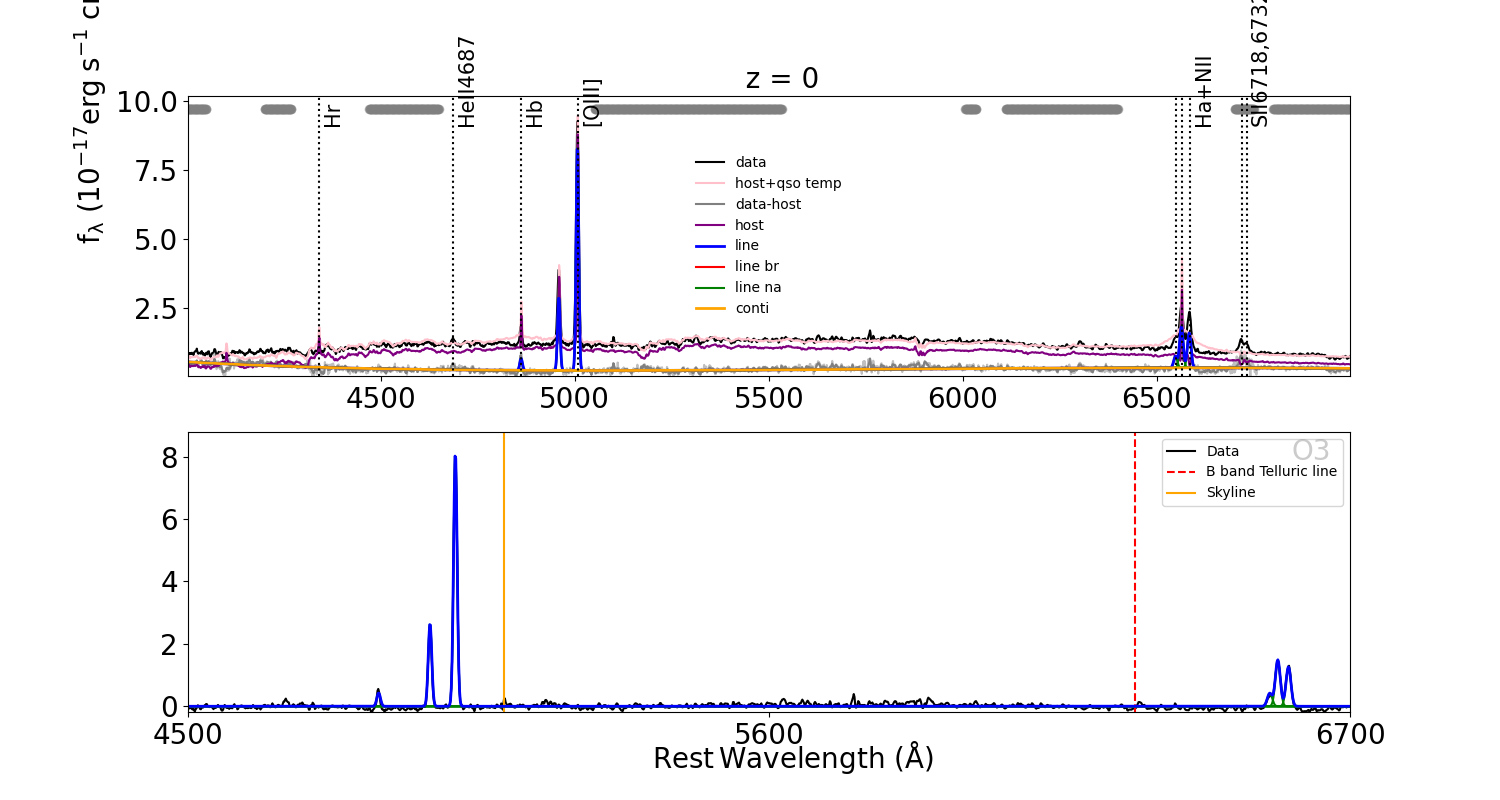 z = 0
f_λ (10^−17 erg s^−1
10.0
7.5
5.0
2.5
Hr
HeII4687
Hb
[OIII]
Ha+NII
SII6718,6732
data
host+qso temp
data-host
host
line
line br
line na
conti
4500 5000 5500 6000 6500
8
6
4
2
0
O3
Data
B band Telluric line
Skyline
4500 5600 6700
Rest Wavelength (Å)